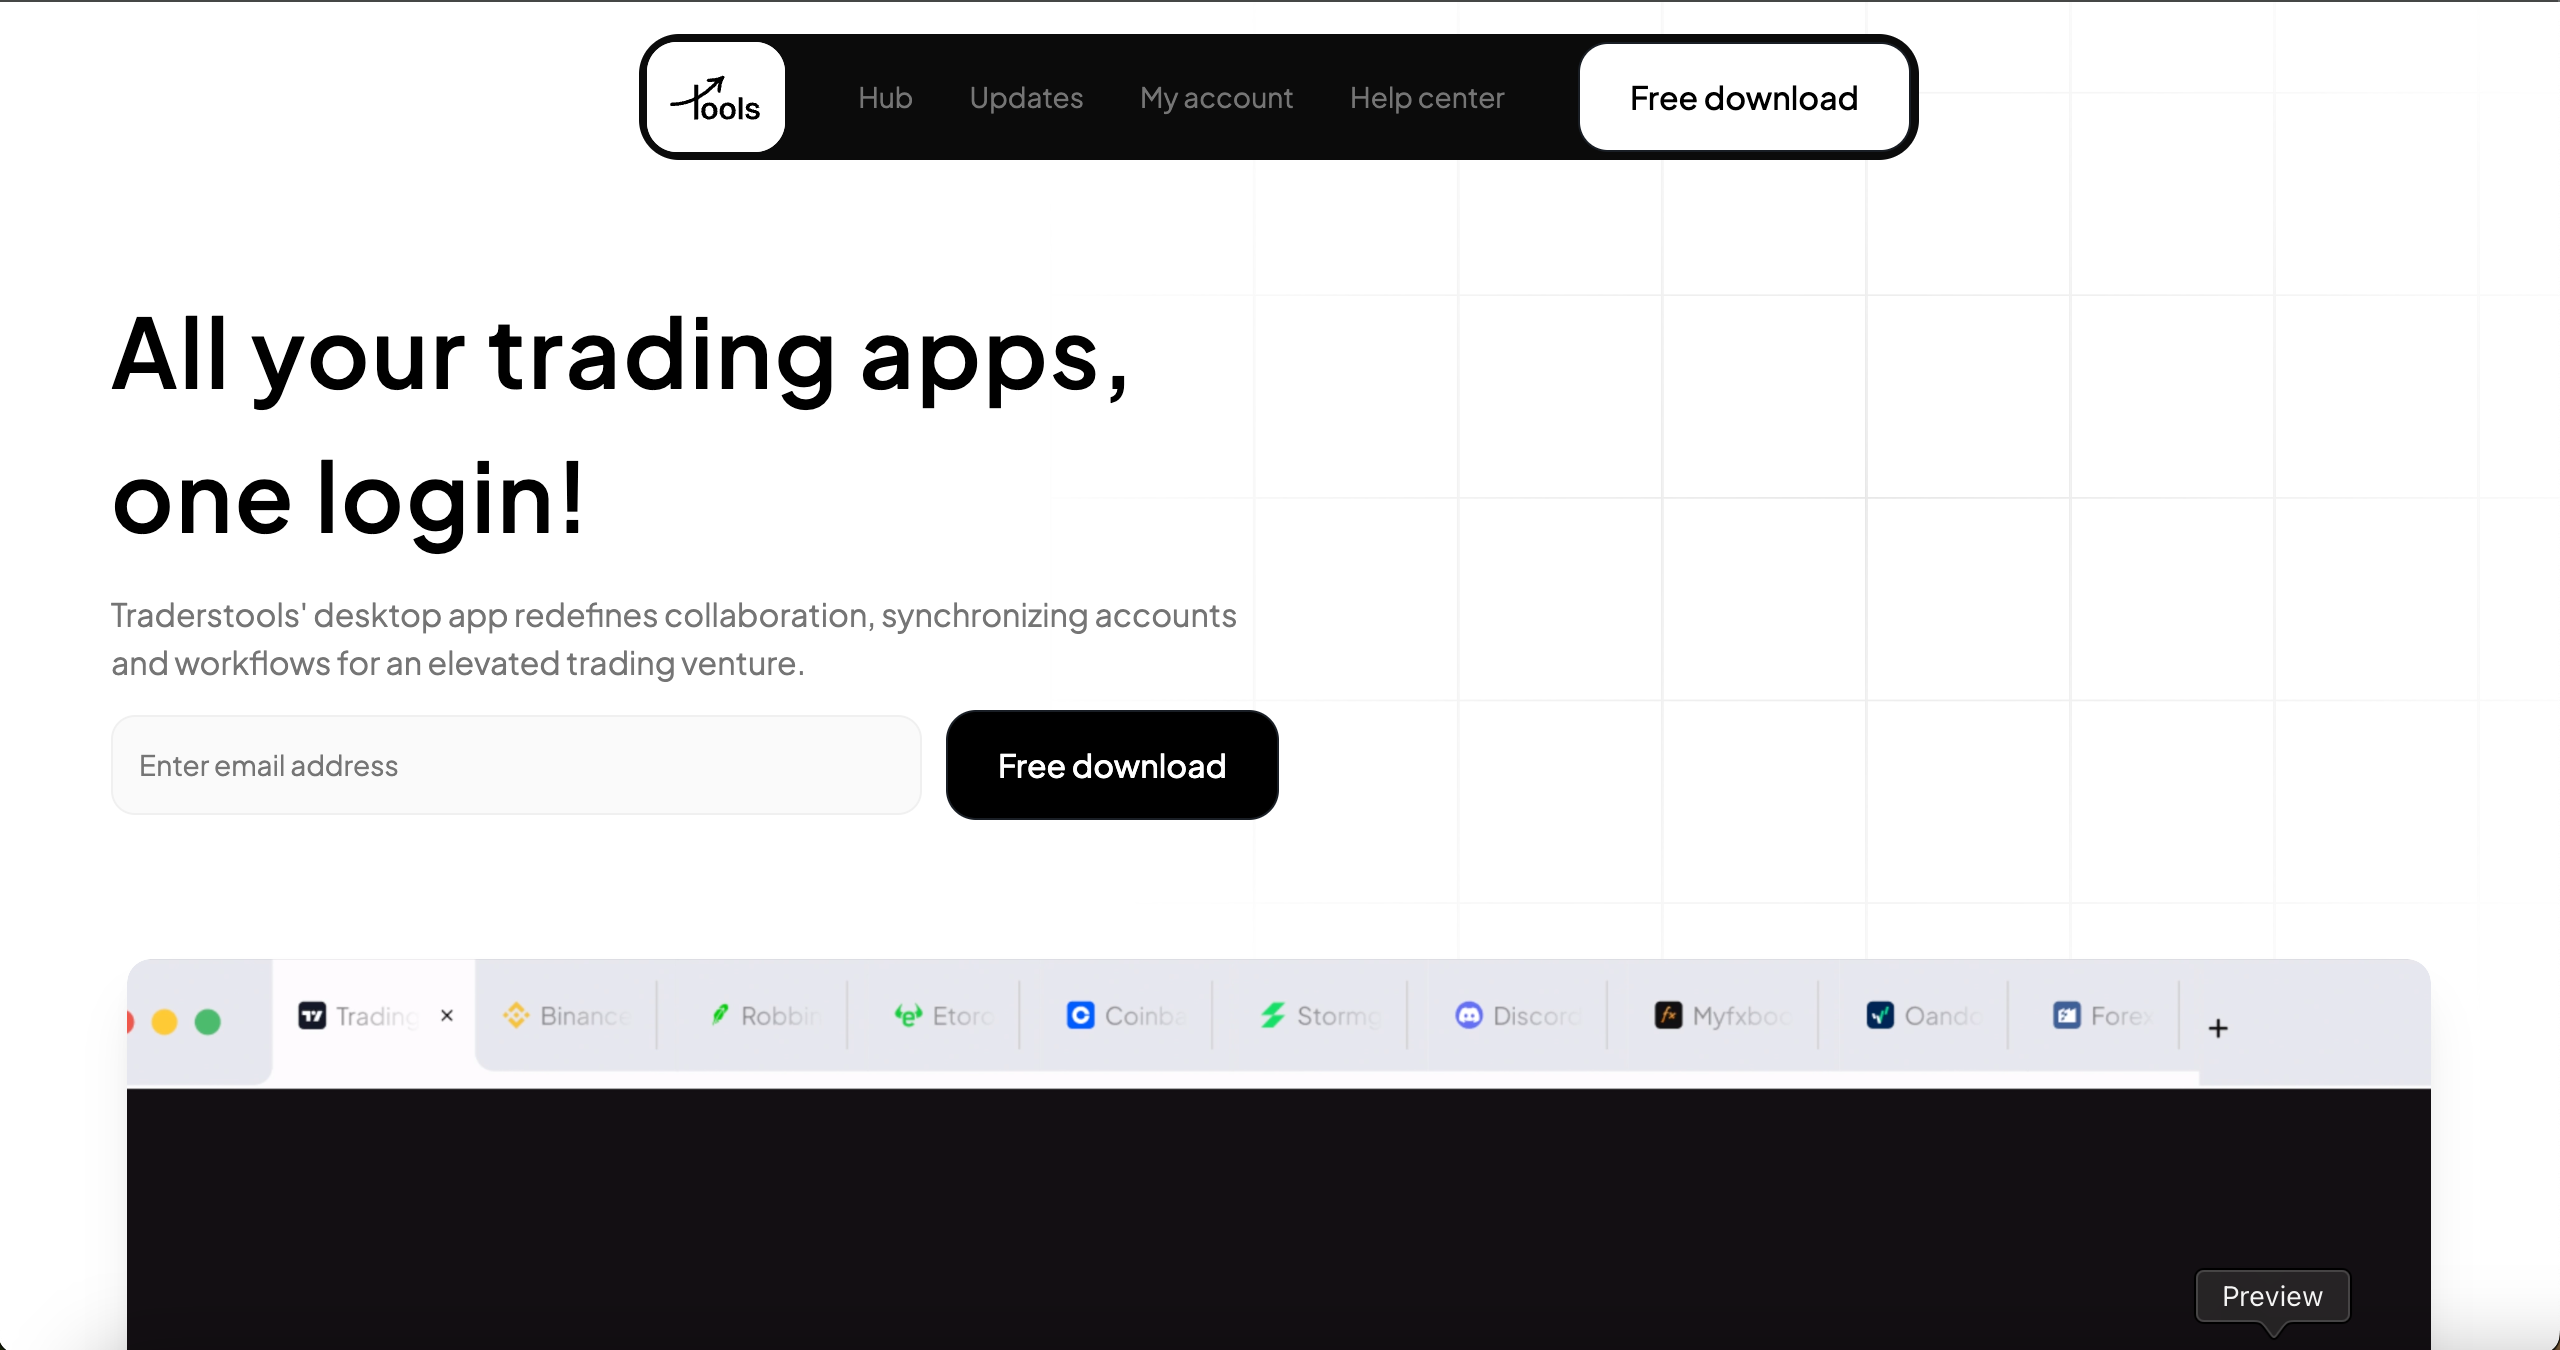 Tools
Hub Updates My account Help center Free download
All your trading apps,
one login!
Traderstools' desktop app redefines collaboration, synchronizing accounts
and workflows for an elevated trading venture.
Enter email address Free download
Trading × Binance Robbin Etoro Coinba Stormg Discord Myfxboo Oanda Forex +
Preview